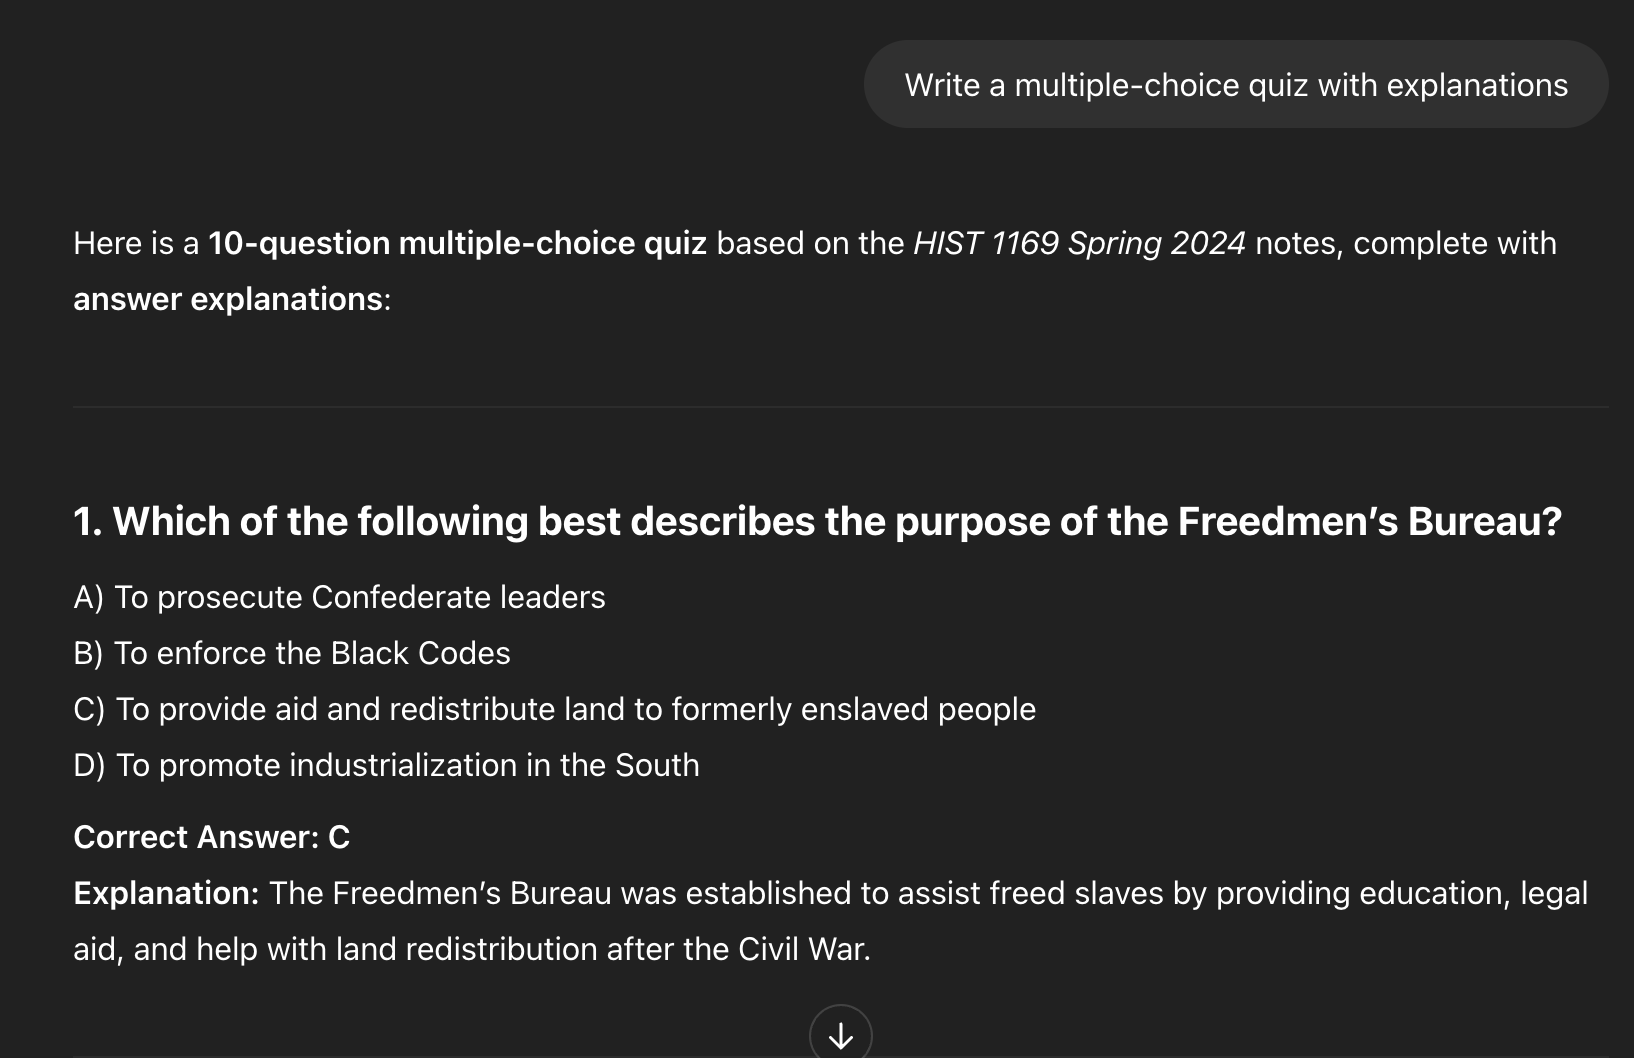 Write a multiple-choice quiz with explanations
Here is a 10-question multiple-choice quiz based on the HIST 1169 Spring 2024 notes, complete with
answer explanations:
1. Which of the following best describes the purpose of the Freedmen’s Bureau?
A) To prosecute Confederate leaders
B) To enforce the Black Codes
C) To provide aid and redistribute land to formerly enslaved people
D) To promote industrialization in the South
Correct Answer: C
Explanation: The Freedmen’s Bureau was established to assist freed slaves by providing education, legal
aid, and help with land redistribution after the Civil War.